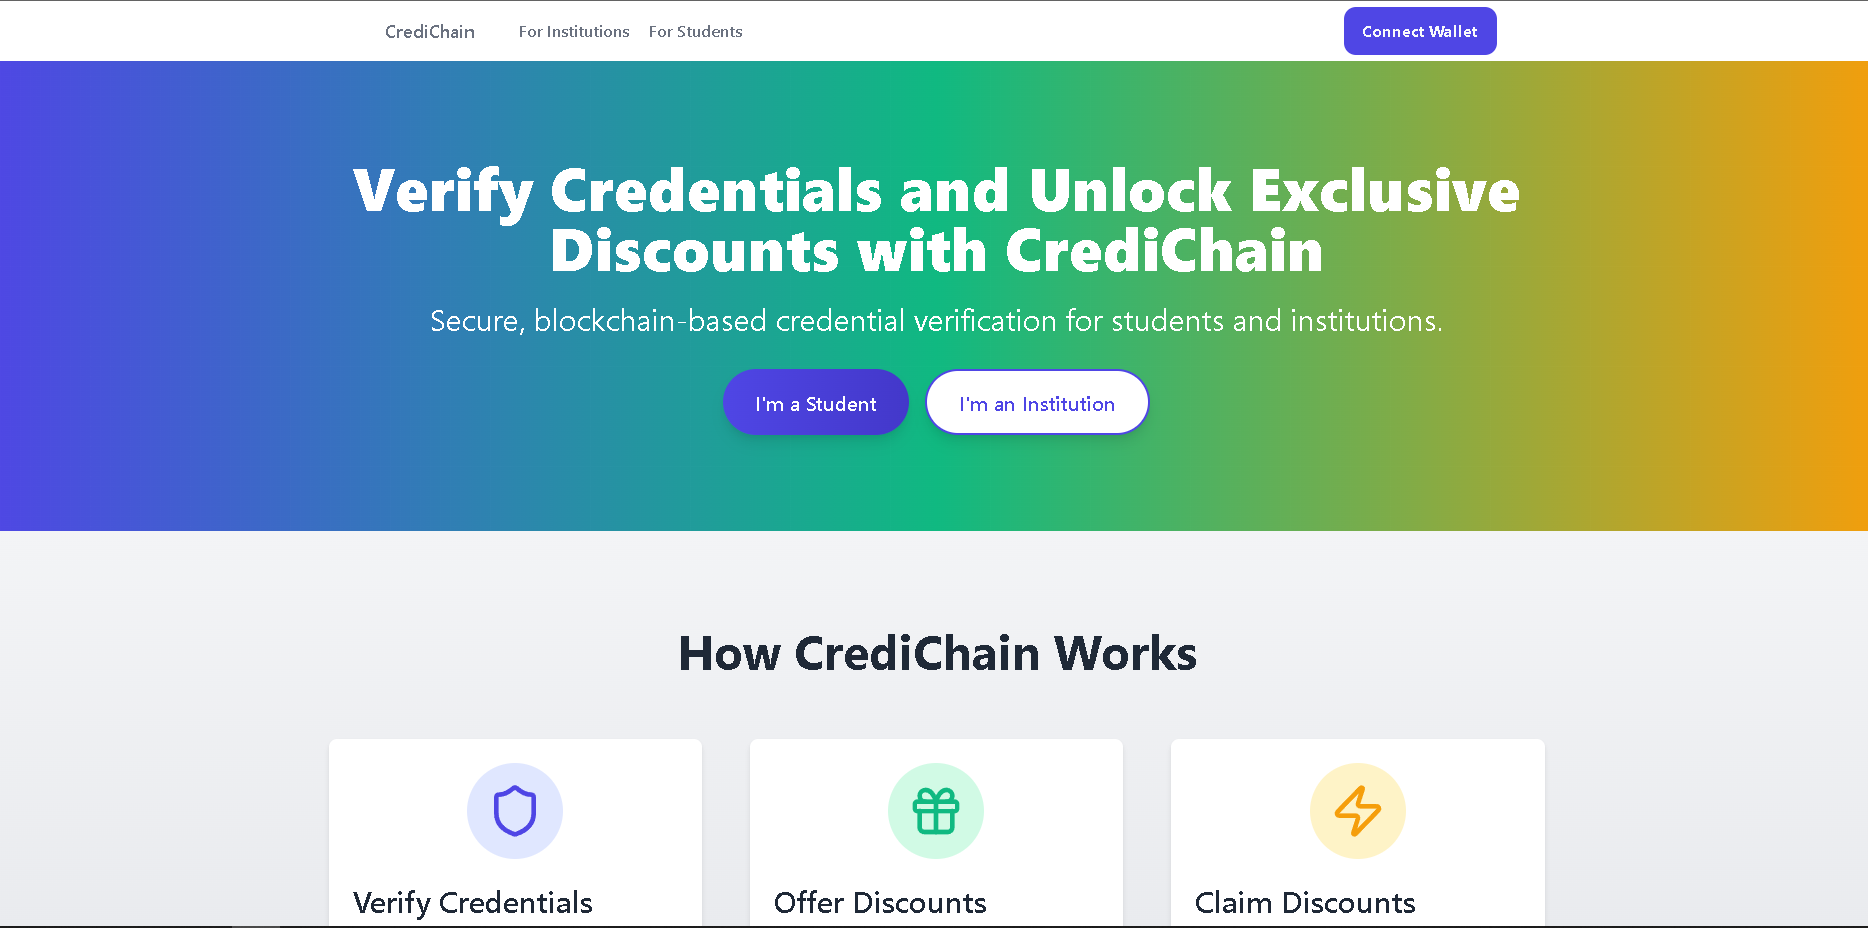 CrediChain
For Institutions
For Students
Connect Wallet
Verify Credentials and Unlock Exclusive
Discounts with CrediChain
Secure, blockchain-based credential verification for students and institutions.
I'm a Student
I'm an Institution
How CrediChain Works
Verify Credentials
Offer Discounts
Claim Discounts